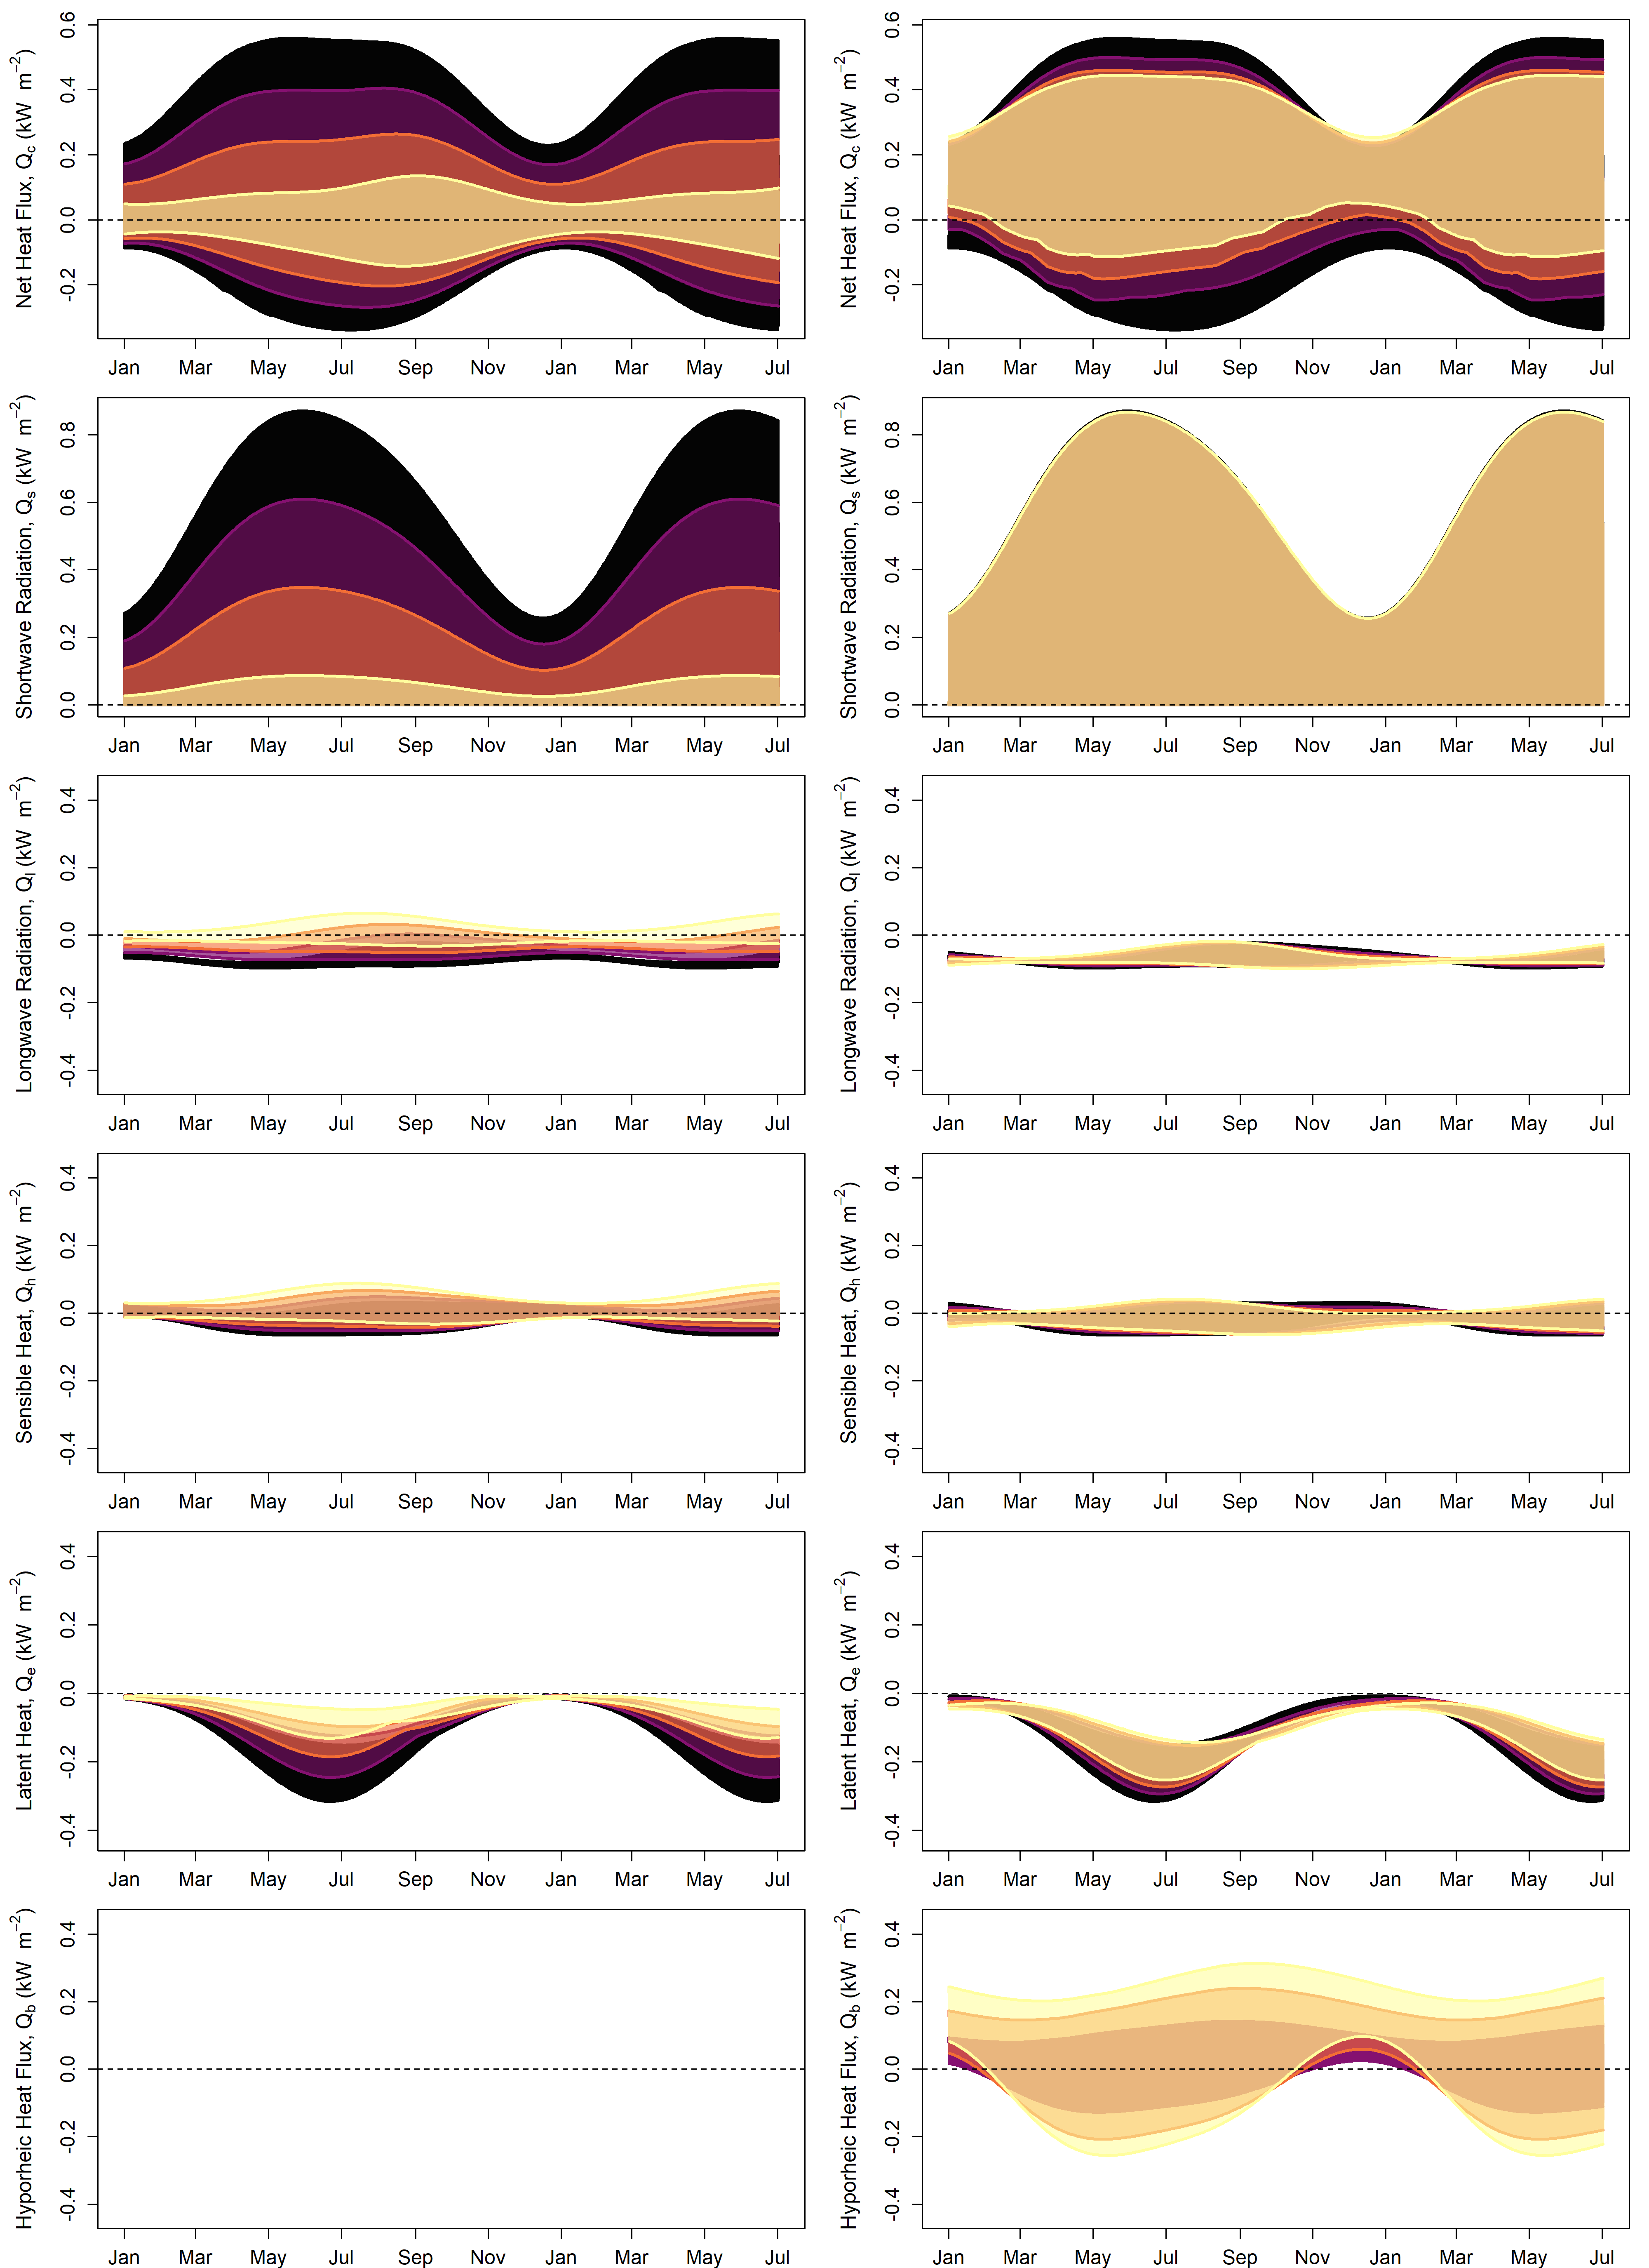 Net Heat Flux, Qc (kW m−2)
0.6
0.4
0.2
0.0
-0.2
Jan Mar May Jul Sep Nov Jan Mar May Jul
Net Heat Flux, Qc (kW m−2)
0.6
0.4
0.2
0.0
-0.2
Jan Mar May Jul Sep Nov Jan Mar May Jul
Shortwave Radiation, Qs (kW m−2)
0.8
0.6
0.4
0.2
0.0
Jan Mar May Jul Sep Nov Jan Mar May Jul
Shortwave Radiation, Qs (kW m−2)
0.8
0.6
0.4
0.2
0.0
Jan Mar May Jul Sep Nov Jan Mar May Jul
Longwave Radiation, Ql (kW m−2)
0.4
0.2
0.0
-0.2
-0.4
Jan Mar May Jul Sep Nov Jan Mar May Jul
Longwave Radiation, Ql (kW m−2)
0.4
0.2
0.0
-0.2
-0.4
Jan Mar May Jul Sep Nov Jan Mar May Jul
Sensible Heat, Qh (kW m−2)
0.4
0.2
0.0
-0.2
-0.4
Jan Mar May Jul Sep Nov Jan Mar May Jul
Sensible Heat, Qh (kW m−2)
0.4
0.2
0.0
-0.2
-0.4
Jan Mar May Jul Sep Nov Jan Mar May Jul
Latent Heat, Qe (kW m−2)
0.4
0.2
0.0
-0.2
-0.4
Jan Mar May Jul Sep Nov Jan Mar May Jul
Latent Heat, Qe (kW m−2)
0.4
0.2
0.0
-0.2
-0.4
Jan Mar May Jul Sep Nov Jan Mar May Jul
Hyporheic Heat Flux, Qb (kW m−2)
0.4
0.2
0.0
-0.2
-0.4
Jan Mar May Jul Sep Nov Jan Mar May Jul
Hyporheic Heat Flux, Qb (kW m−2)
0.4
0.2
0.0
-0.2
-0.4
Jan Mar May Jul Sep Nov Jan Mar May Jul